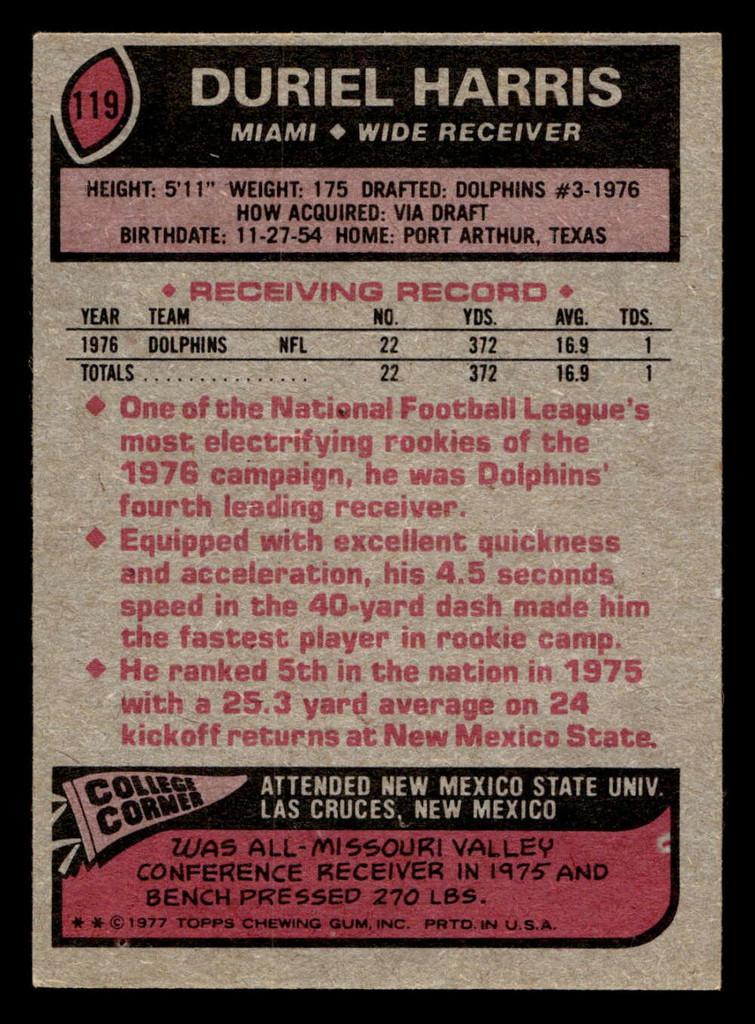 119
DURIEL HARRIS
MIAMI ◆ WIDE RECEIVER
HEIGHT: 5'11" WEIGHT: 175 DRAFTED: DOLPHINS #3-1976
HOW ACQUIRED: VIA DRAFT
BIRTHDATE: 11-27-54 HOME: PORT ARTHUR, TEXAS
◆ RECEIVING RECORD ◆
YEAR TEAM NO. YDS. AVG. TDS.
1976 DOLPHINS NFL 22 372 16.9 1
TOTALS .............. 22 372 16.9 1
◆ One of the National Football League's
most electrifying rookies of the
1976 campaign, he was Dolphins'
fourth leading receiver.
◆ Equipped with excellent quickness
and acceleration, his 4.5 seconds
speed in the 40-yard dash made him
the fastest player in rookie camp.
◆ He ranked 5th in the nation in 1975
with a 25.3 yard average on 24
kickoff returns at New Mexico State.
COLLEGE
CORNER
ATTENDED NEW MEXICO STATE UNIV.
LAS CRUCES, NEW MEXICO
WAS ALL-MISSOURI VALLEY
CONFERENCE RECEIVER IN 1975 AND
BENCH PRESSED 270 LBS.
* * © 1977 TOPPS CHEWING GUM, INC. PRTD. IN U.S.A.